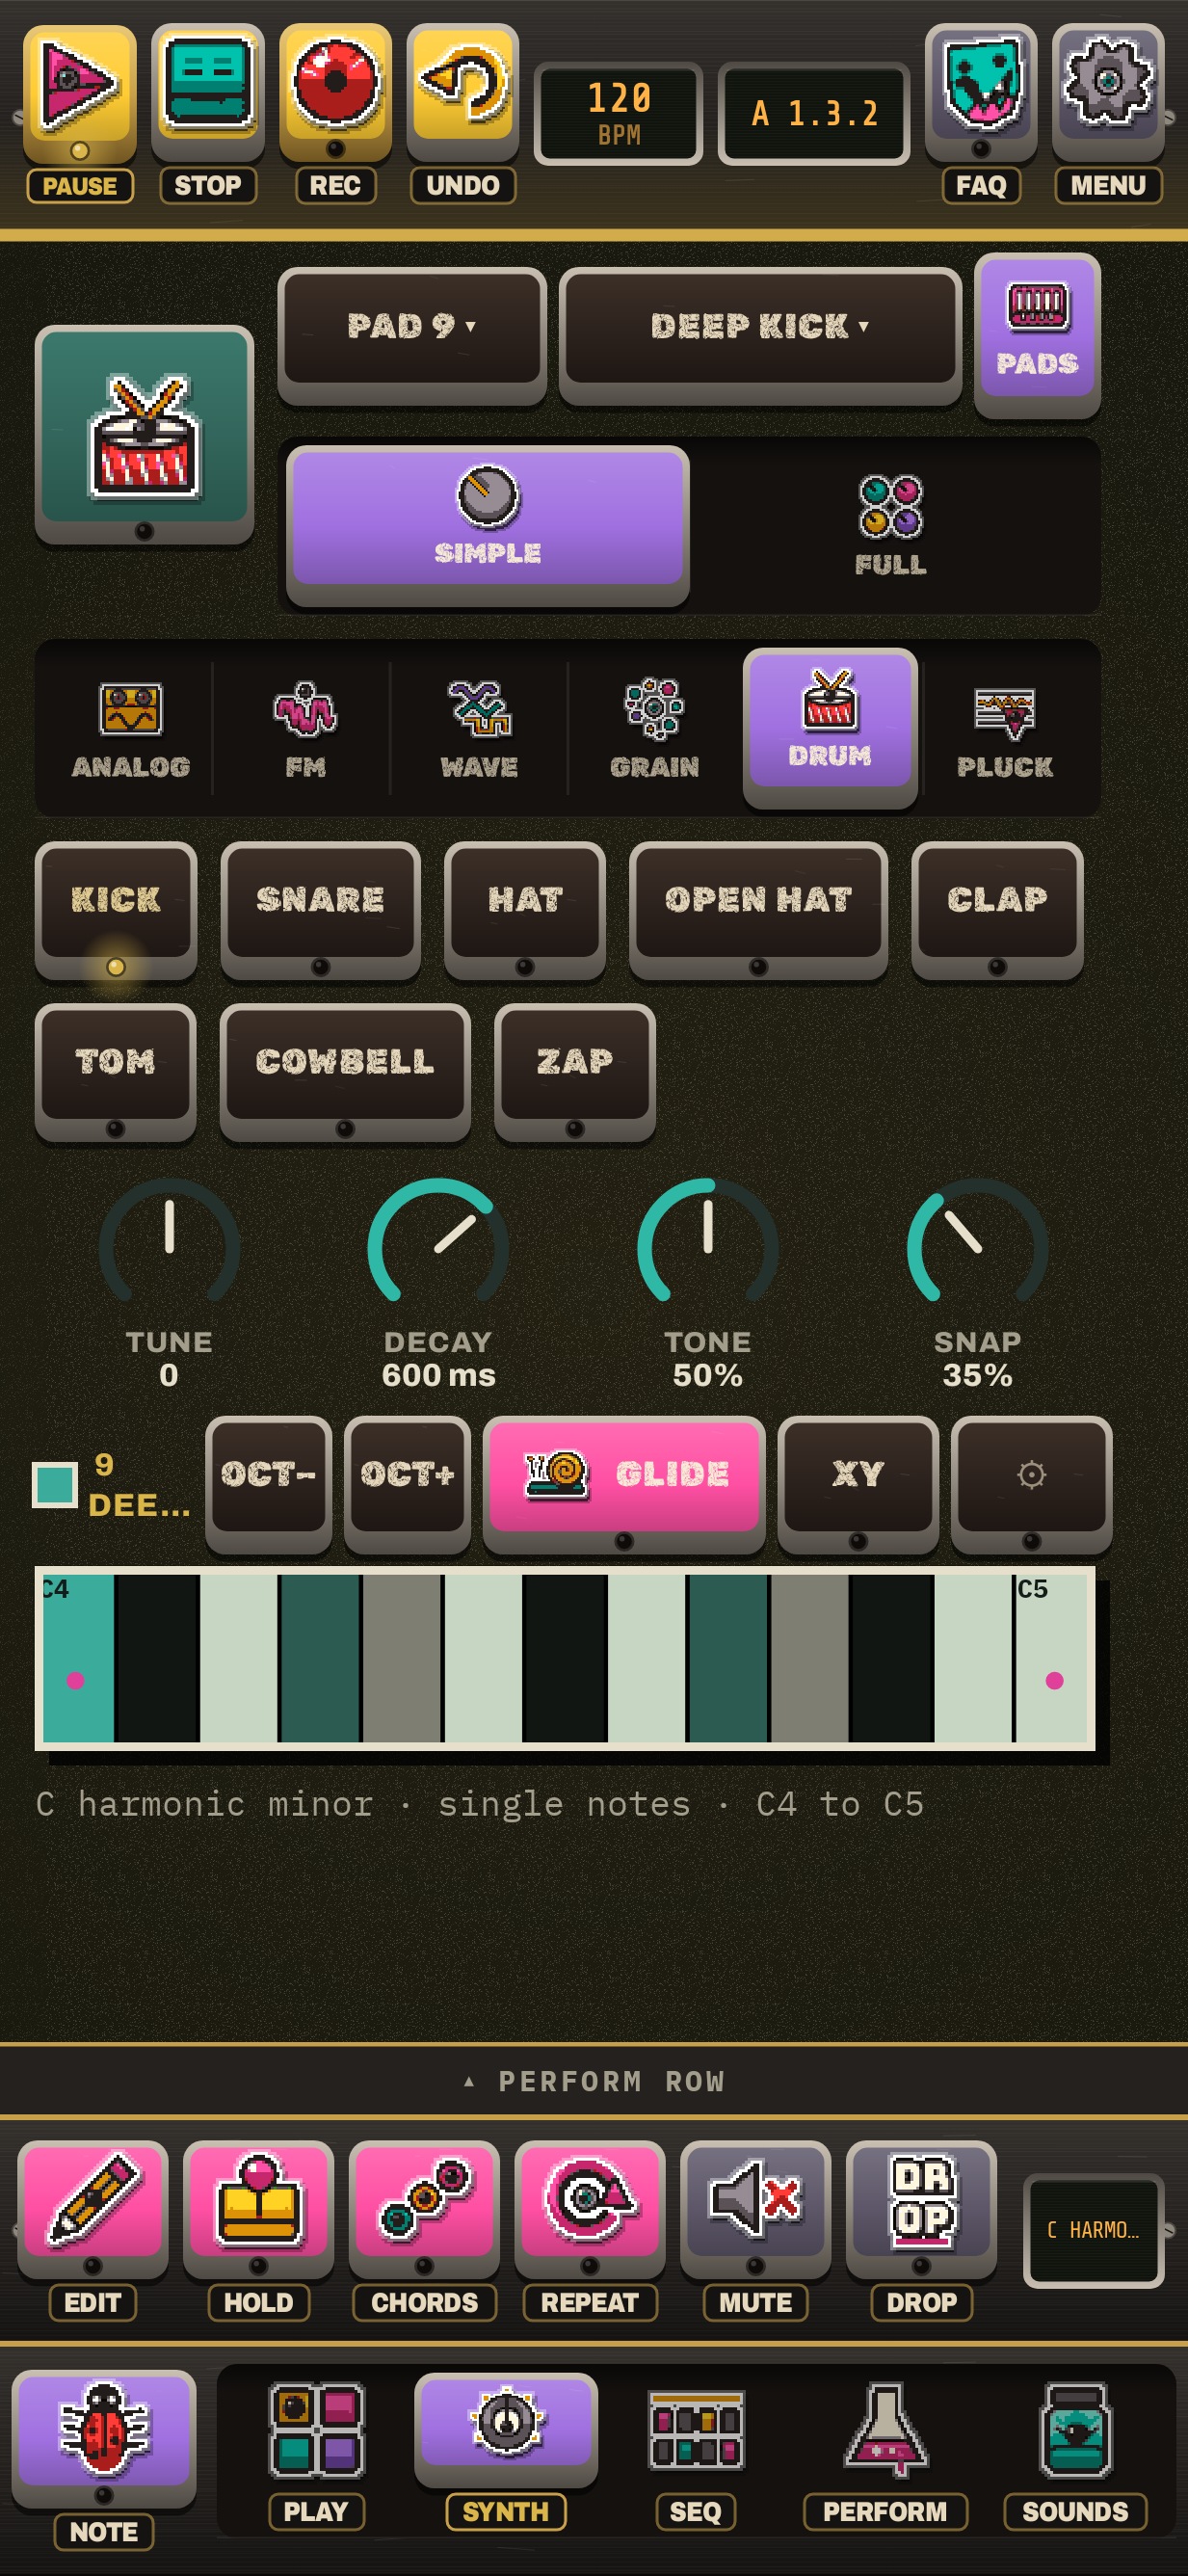 120
BPM
A 1.3.2
PAUSE
STOP
REC
UNDO
FAQ
MENU
PAD 9 ▾
DEEP KICK ▾
PADS
SIMPLE
FULL
ANALOG
FM
WAVE
GRAIN
DRUM
PLUCK
KICK
SNARE
HAT
OPEN HAT
CLAP
TOM
COWBELL
ZAP
TUNE
0
DECAY
600 ms
TONE
50%
SNAP
35%
9
DEE...
OCT-
OCT+
GLIDE
XY
C4
C5
C harmonic minor · single notes · C4 to C5
▴ PERFORM ROW
DR
OP
C HARMO...
EDIT
HOLD
CHORDS
REPEAT
MUTE
DROP
NOTE
PLAY
SYNTH
SEQ
PERFORM
SOUNDS